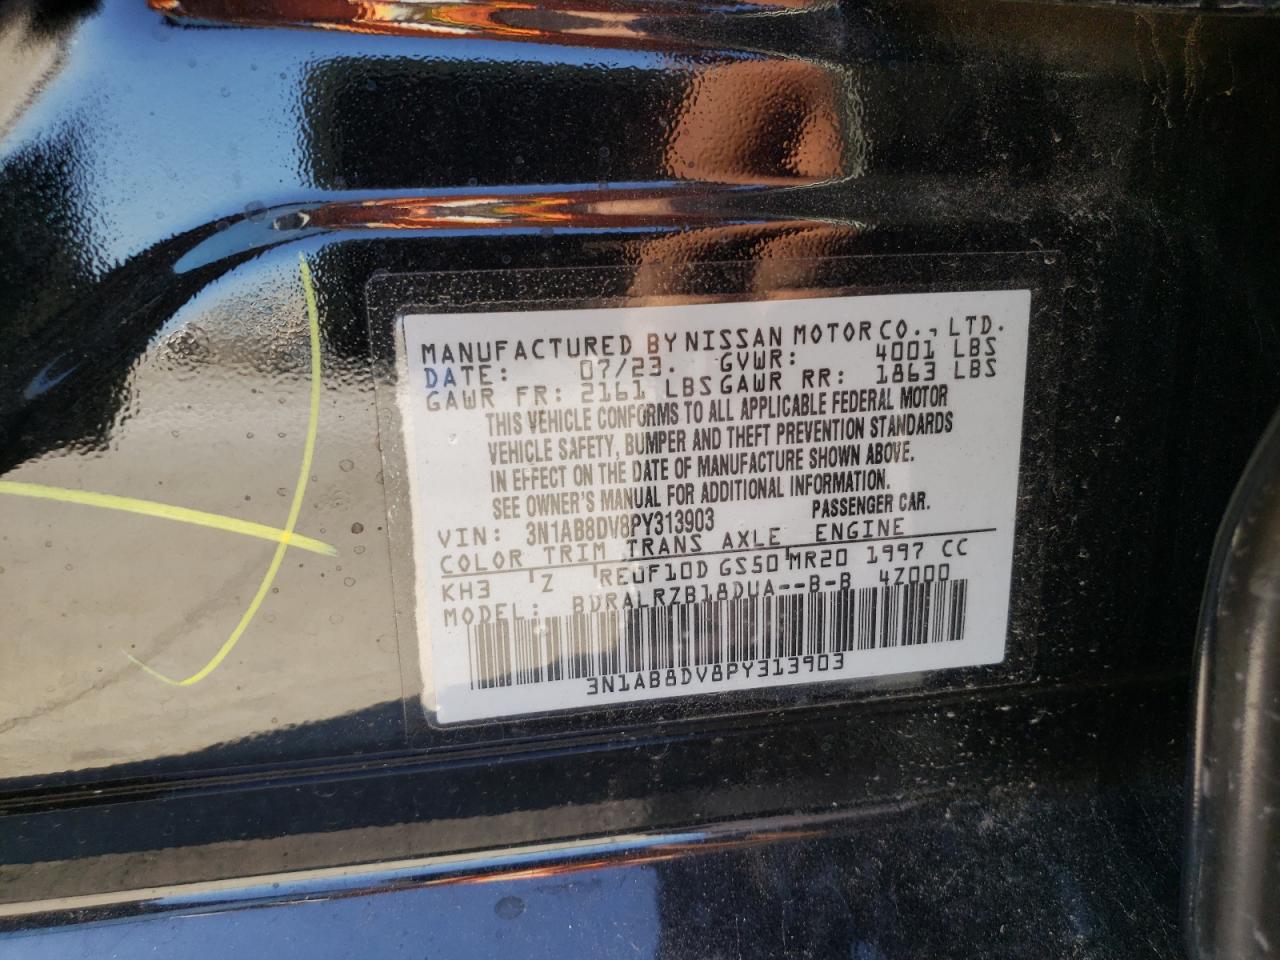 MANUFACTURED BY NISSAN MOTOR CO., LTD.
DATE: 07/23. GVWR: 4001 LBS
GAWR FR: 2161 LBS GAWR RR: 1863 LBS
THIS VEHICLE CONFORMS TO ALL APPLICABLE FEDERAL MOTOR
VEHICLE SAFETY, BUMPER AND THEFT PREVENTION STANDARDS
IN EFFECT ON THE DATE OF MANUFACTURE SHOWN ABOVE.
SEE OWNER'S MANUAL FOR ADDITIONAL INFORMATION.
VIN: 3N1AB8DV8PY313903 PASSENGER CAR.
COLOR TRIM TRANS AXLE ENGINE
KH3 Z RE0F10D GS50 MR20 1997 CC
MODEL: BDRALRZB18DUA--B-B 4Z000
3N1AB8DV8PY313903